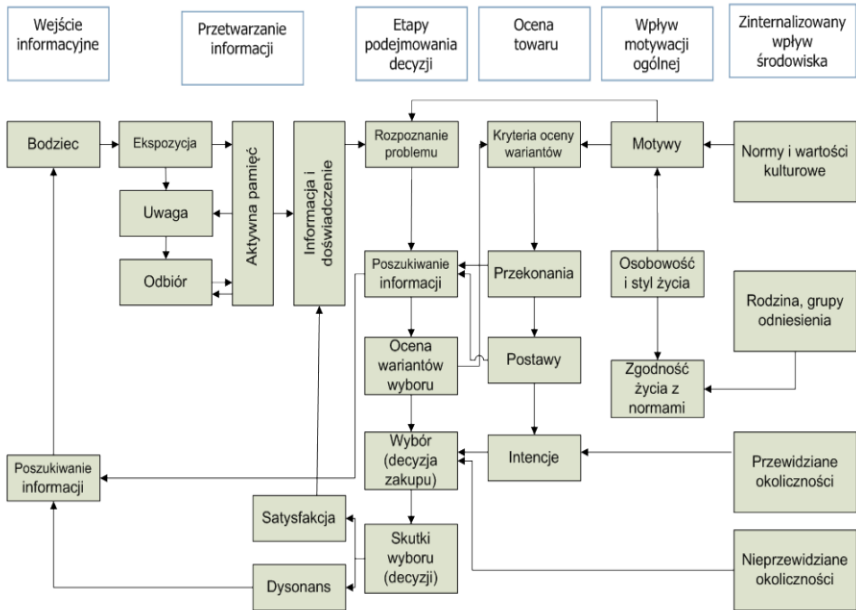 Wejście
informacyjne
Przetwarzanie
informacji
Etapy
podejmowania
decyzji
Ocena
towaru
Wpływ
motywacji
ogólnej
Zinternalizowany
wpływ
środowiska
Bodziec
Ekspozycja
Uwaga
Odbiór
Aktywna pamięć
Informacja i
doświadczenie
Rozpoznanie
problemu
Kryteria oceny
wariantów
Motywy
Normy i wartości
kulturowe
Poszukiwanie
informacji
Przekonania
Osobowość
i styl życia
Rodzina, grupy
odniesienia
Ocena
wariantów
wyboru
Postawy
Zgodność
życia z
normami
Poszukiwanie
informacji
Wybór
(decyzja
zakupu)
Intencje
Przewidziane
okoliczności
Satysfakcja
Dysonans
Skutki
wyboru
(decyzji)
Nieprzewidziane
okoliczności